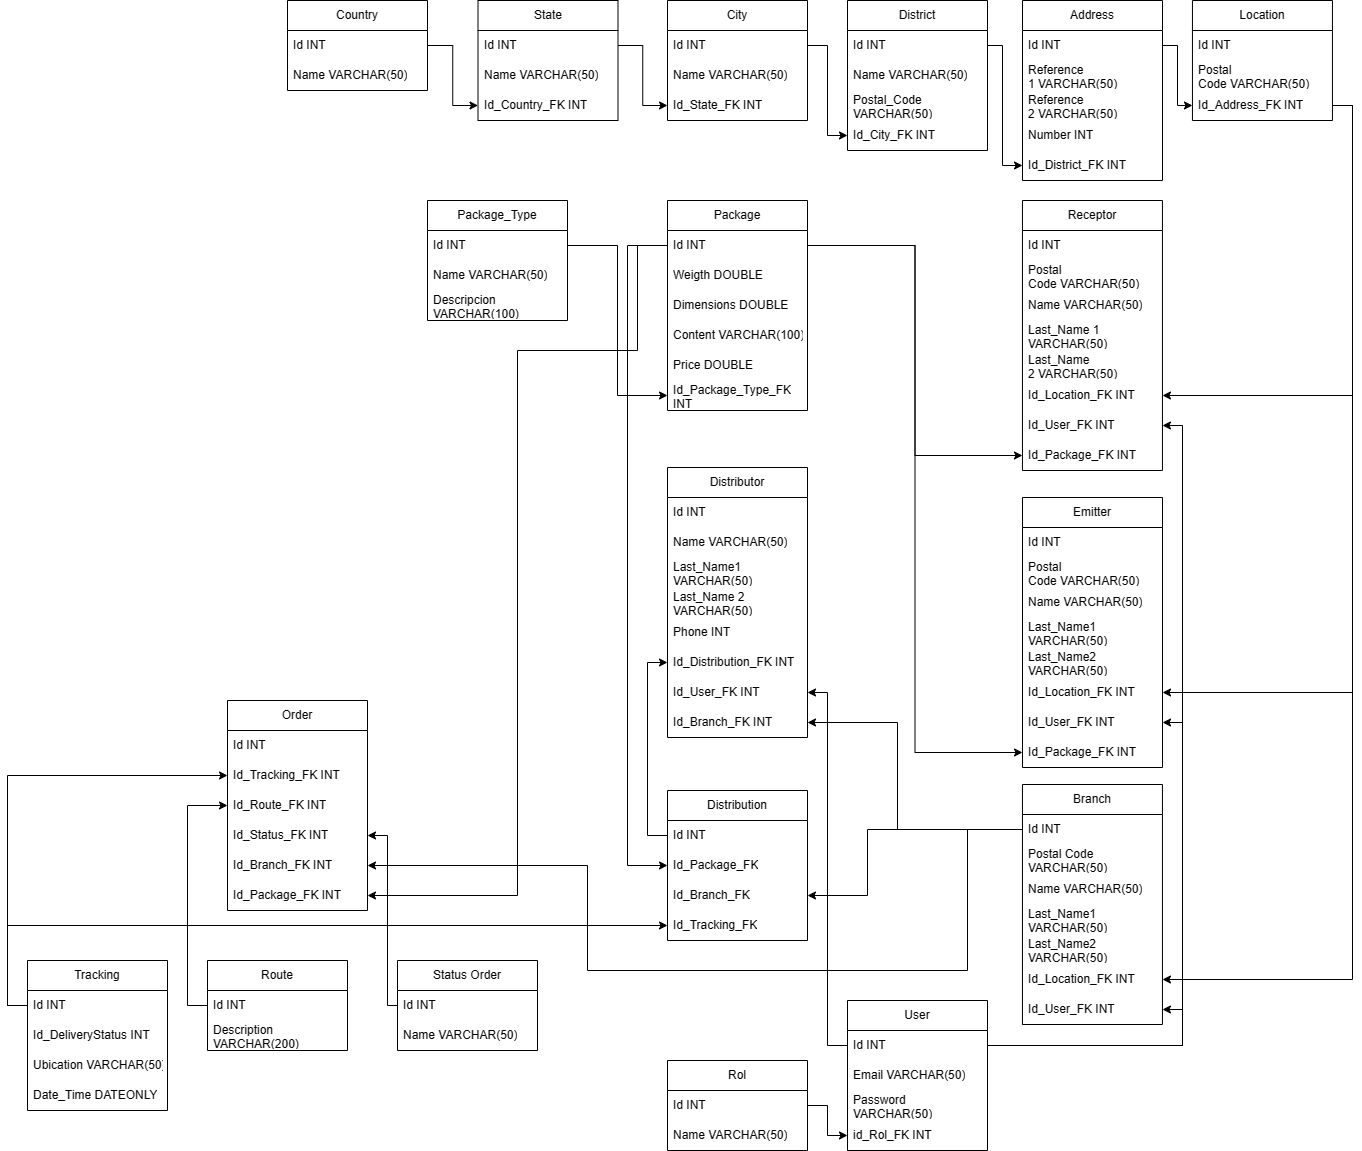 Country
Id INT
Name VARCHAR(50)
State
Id INT
Name VARCHAR(50)
Id_Country_FK INT
City
Id INT
Name VARCHAR(50)
Id_State_FK INT
District
Id INT
Name VARCHAR(50)
Postal_Code
VARCHAR(50)
Id_City_FK INT
Address
Id INT
Reference
1 VARCHAR(50)
Reference
2 VARCHAR(50)
Number INT
Id_District_FK INT
Location
Id INT
Postal
Code VARCHAR(50)
Id_Address_FK INT
Package_Type
Id INT
Name VARCHAR(50)
Descripcion
VARCHAR(100)
Package
Id INT
Weigth DOUBLE
Dimensions DOUBLE
Content VARCHAR(100)
Price DOUBLE
Id_Package_Type_FK
INT
Receptor
Id INT
Postal
Code VARCHAR(50)
Name VARCHAR(50)
Last_Name 1
VARCHAR(50)
Last_Name
2 VARCHAR(50)
Id_Location_FK INT
Id_User_FK INT
Id_Package_FK INT
Distributor
Id INT
Name VARCHAR(50)
Last_Name1
VARCHAR(50)
Last_Name 2
VARCHAR(50)
Phone INT
Id_Distribution_FK INT
Id_User_FK INT
Id_Branch_FK INT
Emitter
Id INT
Postal
Code VARCHAR(50)
Name VARCHAR(50)
Last_Name1
VARCHAR(50)
Last_Name2
VARCHAR(50)
Id_Location_FK INT
Id_User_FK INT
Id_Package_FK INT
Order
Id INT
Id_Tracking_FK INT
Id_Route_FK INT
Id_Status_FK INT
Id_Branch_FK INT
Id_Package_FK INT
Distribution
Id INT
Id_Package_FK
Id_Branch_FK
Id_Tracking_FK
Branch
Id INT
Postal Code
VARCHAR(50)
Name VARCHAR(50)
Last_Name1
VARCHAR(50)
Last_Name2
VARCHAR(50)
Id_Location_FK INT
Id_User_FK INT
Tracking
Id INT
Id_DeliveryStatus INT
Ubication VARCHAR(50)
Date_Time DATEONLY
Route
Id INT
Description
VARCHAR(200)
Status Order
Id INT
Name VARCHAR(50)
User
Id INT
Email VARCHAR(50)
Password
VARCHAR(50)
id_Rol_FK INT
Rol
Id INT
Name VARCHAR(50)